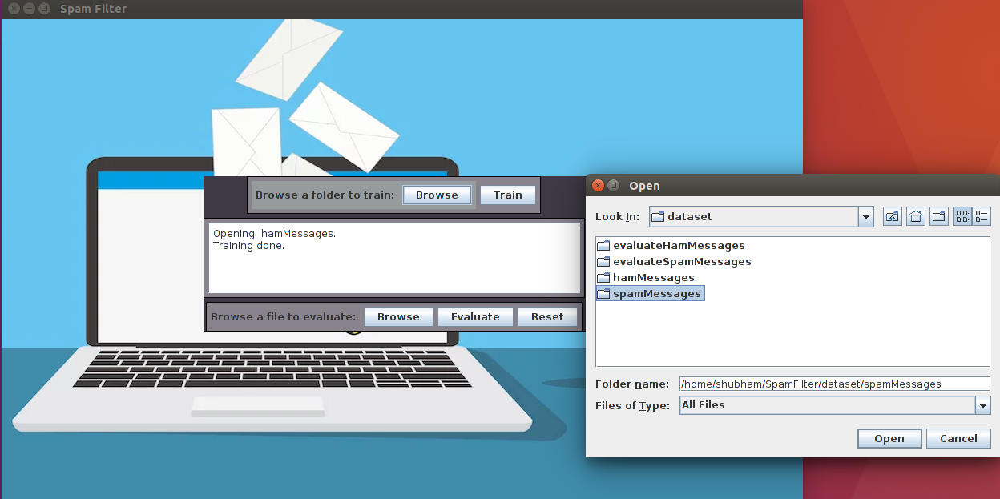 Spam Filter
Browse a folder to train: Browse Train
Opening: hamMessages.
Training done.
Browse a file to evaluate: Browse Evaluate Reset
Open
Look In: dataset
evaluateHamMessages
evaluateSpamMessages
hamMessages
spamMessages
Folder name: /home/shubham/SpamFilter/dataset/spamMessages
Files of Type: All Files
Open Cancel